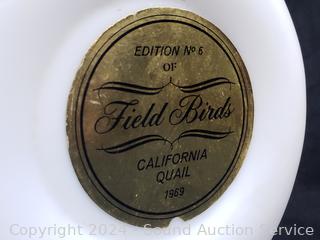 EDITION Nº 6
OF
Field Birds
CALIFORNIA
QUAIL
1969
Copyright 2024 - Sound Auction Service